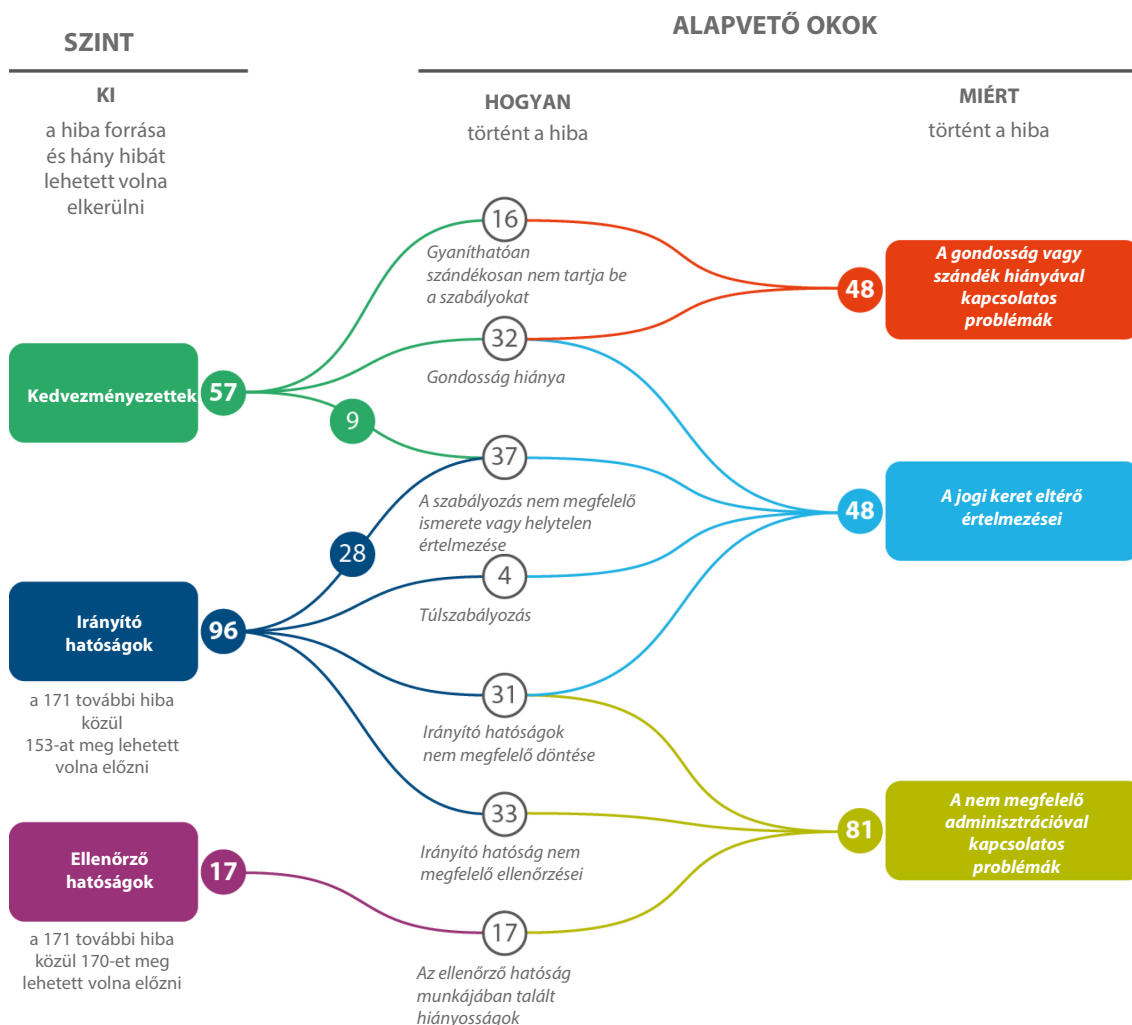 SZINT
KI
a hiba forrása
és hány hibát
lehetett volna
elkerülni
ALAPVETŐ OKOK
HOGYAN
történt a hiba
MIÉRT
történt a hiba
Kedvezményezettek
57
9
Irányító
hatóságok
96
28
a 171 további hiba
közül
153-at meg lehetett
volna előzni
Ellenőrző
hatóságok
17
a 171 további hiba
közül 170-et meg
lehetett volna előzni
16
Gyaníthatóan
szándékosan nem tartja be
a szabályokat
32
Gondosság hiánya
37
A szabályozás nem megfelelő
ismerete vagy helytelen
értelmezése
4
Túlszabályozás
31
Irányító hatóságok
nem megfelelő döntése
33
Irányító hatóság nem
megfelelő ellenőrzései
17
Az ellenőrző hatóság
munkájában talált
hiányosságok
48
A gondosság vagy
szándék hiányával
kapcsolatos
problémák
48
A jogi keret eltérő
értelmezései
81
A nem megfelelő
adminisztrációval
kapcsolatos
problémák